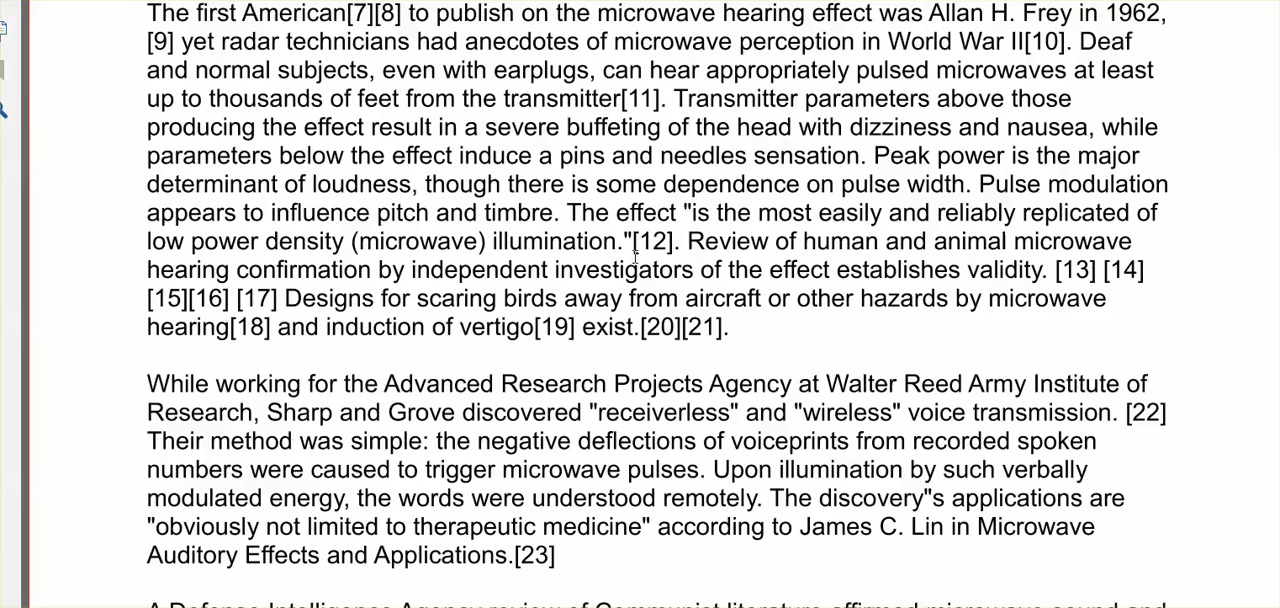 The first American[7][8] to publish on the microwave hearing effect was Allan H. Frey in 1962,
[9] yet radar technicians had anecdotes of microwave perception in World War II[10]. Deaf
and normal subjects, even with earplugs, can hear appropriately pulsed microwaves at least
up to thousands of feet from the transmitter[11]. Transmitter parameters above those
producing the effect result in a severe buffeting of the head with dizziness and nausea, while
parameters below the effect induce a pins and needles sensation. Peak power is the major
determinant of loudness, though there is some dependence on pulse width. Pulse modulation
appears to influence pitch and timbre. The effect "is the most easily and reliably replicated of
low power density (microwave) illumination."[12]. Review of human and animal microwave
hearing confirmation by independent investigators of the effect establishes validity. [13] [14]
[15][16] [17] Designs for scaring birds away from aircraft or other hazards by microwave
hearing[18] and induction of vertigo[19] exist.[20][21].
While working for the Advanced Research Projects Agency at Walter Reed Army Institute of
Research, Sharp and Grove discovered "receiverless" and "wireless" voice transmission. [22]
Their method was simple: the negative deflections of voiceprints from recorded spoken
numbers were caused to trigger microwave pulses. Upon illumination by such verbally
modulated energy, the words were understood remotely. The discovery"s applications are
"obviously not limited to therapeutic medicine" according to James C. Lin in Microwave
Auditory Effects and Applications.[23]
A Defense Intelligence Agency review of Communist literature affirmed microwave sound and